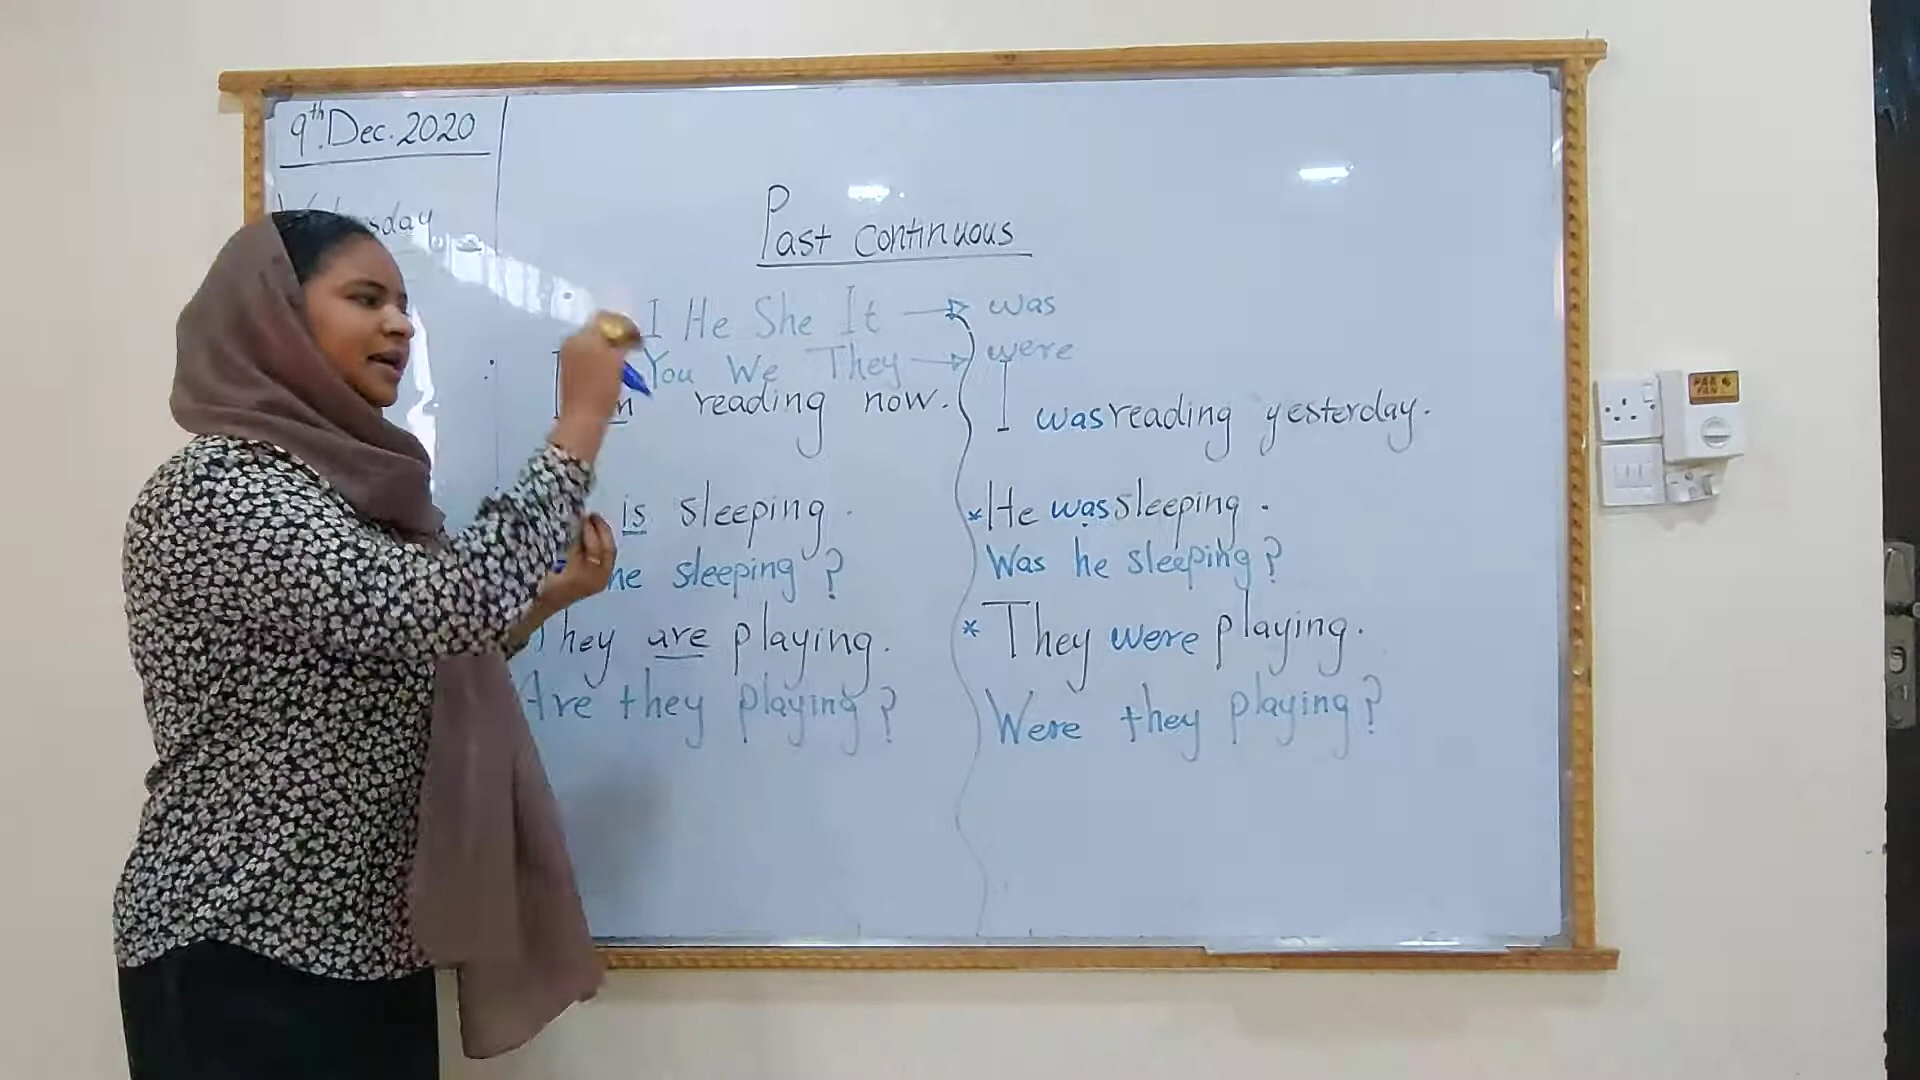 9th Dec. 2020
Past continuous
I He She It → was
You We They → were
I reading now.
I was reading yesterday.
is sleeping.
* He was sleeping.
he sleeping?
Was he sleeping?
They are playing.
* They were playing.
Are they playing?
Were they playing?